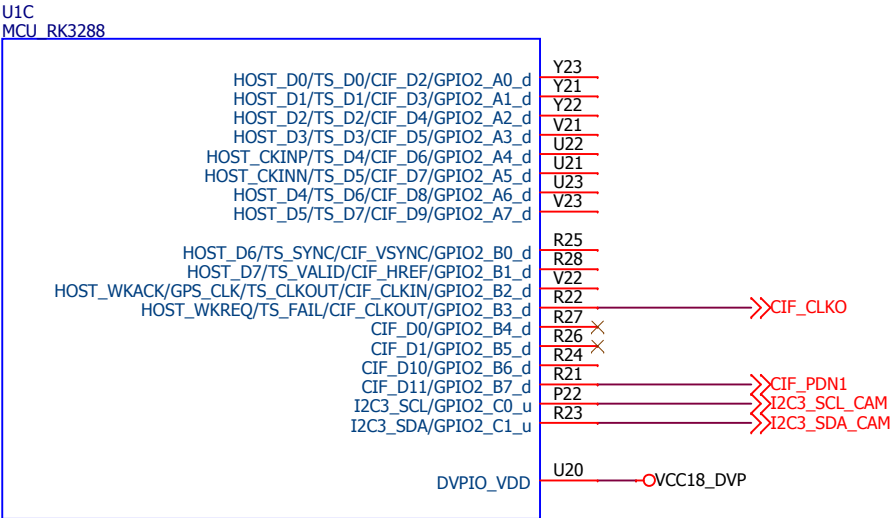 U1C
MCU_RK3288
HOST_D0/TS_D0/CIF_D2/GPIO2_A0_d Y23
HOST_D1/TS_D1/CIF_D3/GPIO2_A1_d Y21
HOST_D2/TS_D2/CIF_D4/GPIO2_A2_d Y22
HOST_D3/TS_D3/CIF_D5/GPIO2_A3_d V21
HOST_CKINP/TS_D4/CIF_D6/GPIO2_A4_d U22
HOST_CKINN/TS_D5/CIF_D7/GPIO2_A5_d U21
HOST_D4/TS_D6/CIF_D8/GPIO2_A6_d U23
HOST_D5/TS_D7/CIF_D9/GPIO2_A7_d V23
HOST_D6/TS_SYNC/CIF_VSYNC/GPIO2_B0_d R25
HOST_D7/TS_VALID/CIF_HREF/GPIO2_B1_d R28
HOST_WKACK/GPS_CLK/TS_CLKOUT/CIF_CLKIN/GPIO2_B2_d V22
HOST_WKREQ/TS_FAIL/CIF_CLKOUT/GPIO2_B3_d R22 CIF_CLKO
CIF_D0/GPIO2_B4_d R27
CIF_D1/GPIO2_B5_d R26
CIF_D10/GPIO2_B6_d R24
CIF_D11/GPIO2_B7_d R21 CIF_PDN1
I2C3_SCL/GPIO2_C0_u P22 I2C3_SCL_CAM
I2C3_SDA/GPIO2_C1_u R23 I2C3_SDA_CAM
DVPIO_VDD U20 VCC18_DVP